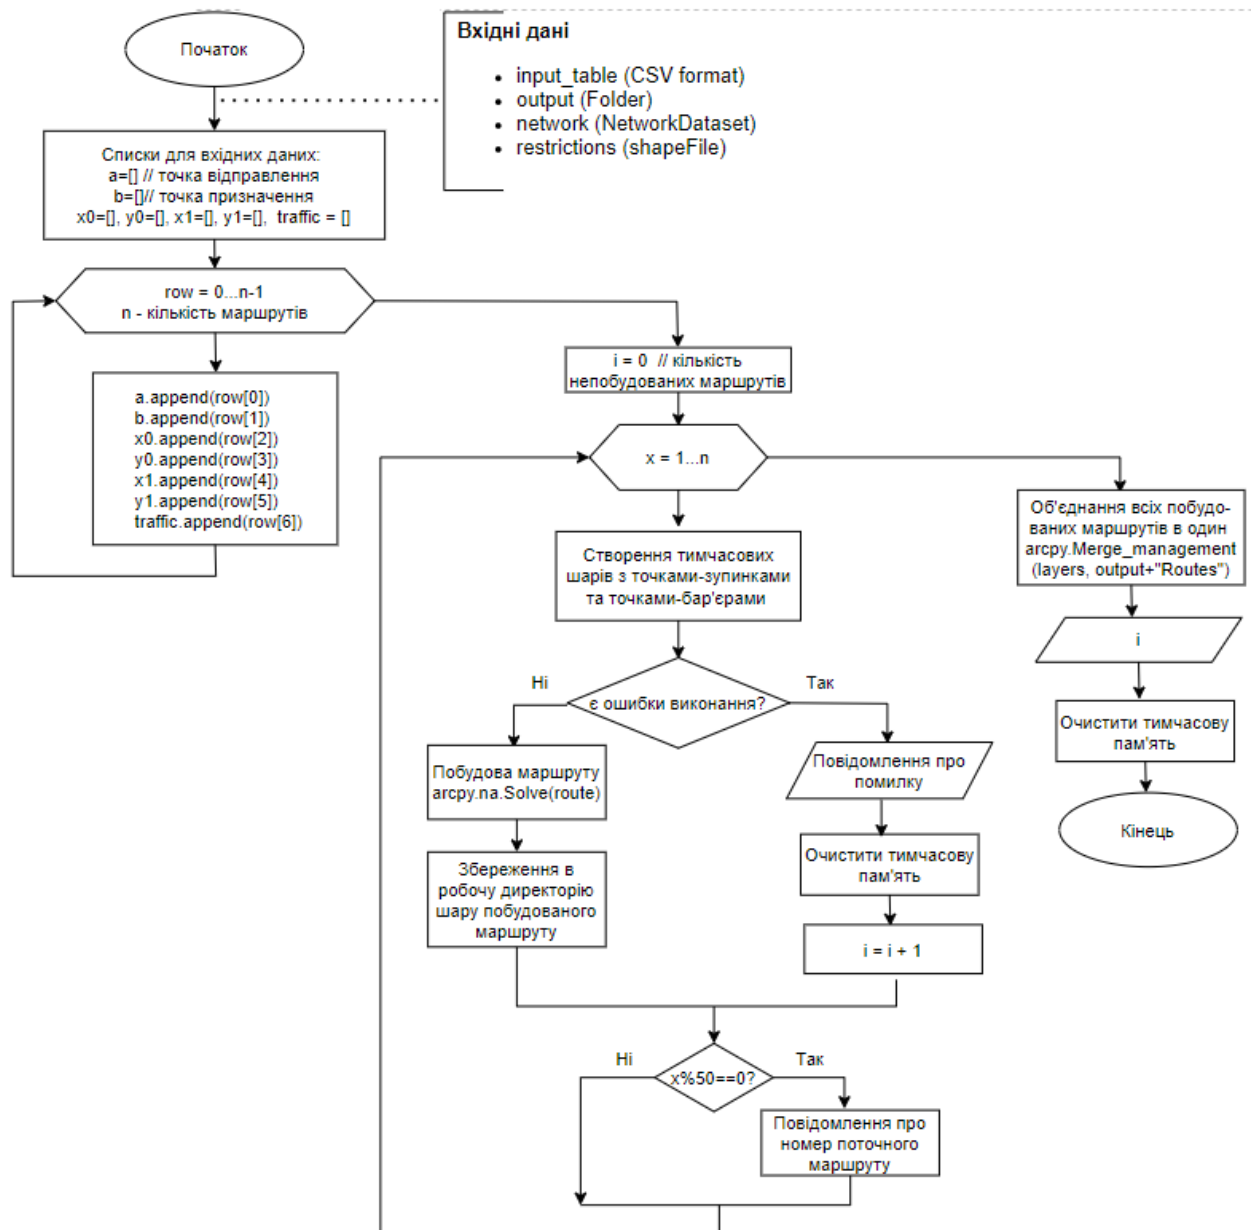 Початок
Вхідні дані
• input_table (CSV format)
• output (Folder)
• network (NetworkDataset)
• restrictions (shapeFile)
Списки для вхідних даних:
a=[] // точка відправлення
b=[]// точка призначення
x0=[], y0=[], x1=[], y1=[], traffic = []
row = 0...n-1
n - кількість маршрутів
a.append(row[0])
b.append(row[1])
x0.append(row[2])
y0.append(row[3])
x1.append(row[4])
y1.append(row[5])
traffic.append(row[6])
i = 0 // кількість
непобудованих маршрутів
x = 1...n
Створення тимчасових
шарів з точками-зупинками
та точками-бар'єрами
є ошибки виконання?
Ні
Так
Побудова маршруту
arcpy.na.Solve(route)
Збереження в
робочу директорію
шару побудованого
маршруту
Повідомлення про
помилку
Очистити тимчасову
пам'ять
i = i + 1
x%50==0?
Ні
Так
Повідомлення про
номер поточного
маршруту
Об'єднання всіх побудо-
ваних маршрутів в один
arcpy.Merge_management
(layers, output+"Routes")
i
Очистити тимчасову
пам'ять
Кінець